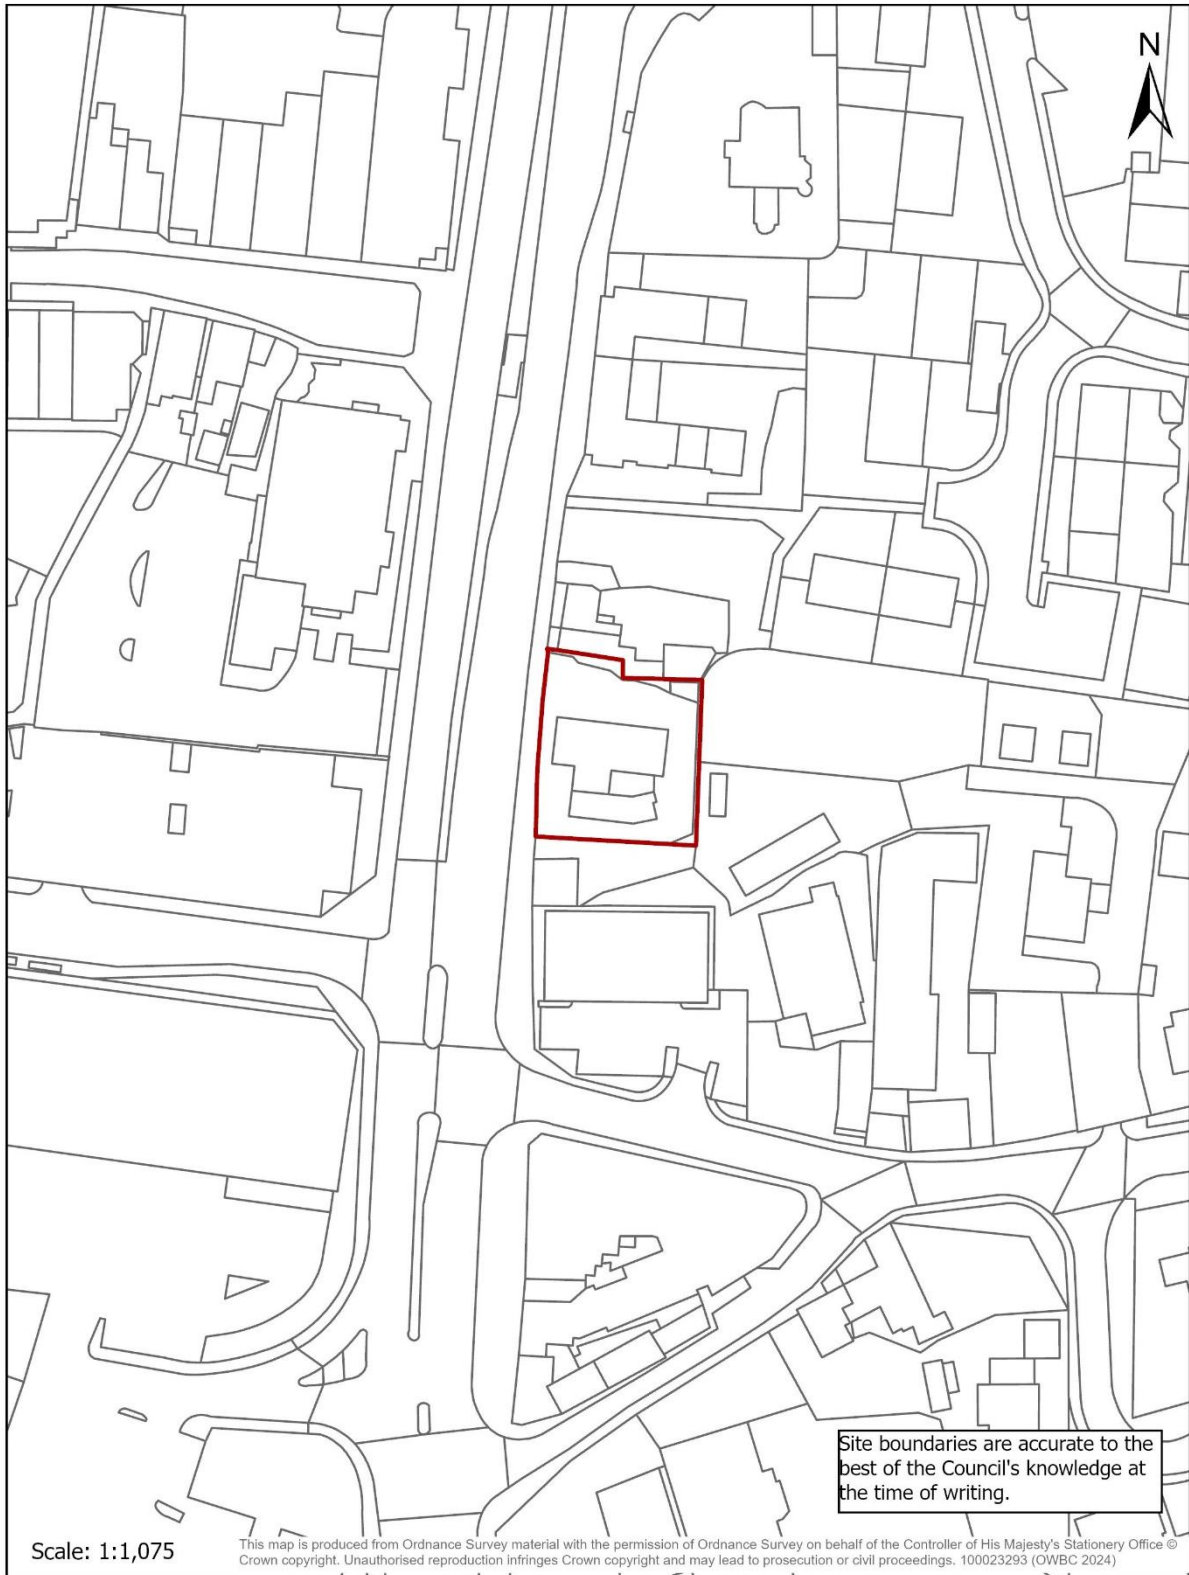 N
Site boundaries are accurate to the
best of the Council's knowledge at
the time of writing.
Scale: 1:1,075
This map is produced from Ordnance Survey material with the permission of Ordnance Survey on behalf of the Controller of His Majesty's Stationery Office ©
Crown copyright. Unauthorised reproduction infringes Crown copyright and may lead to prosecution or civil proceedings. 100023293 (OWBC 2024)